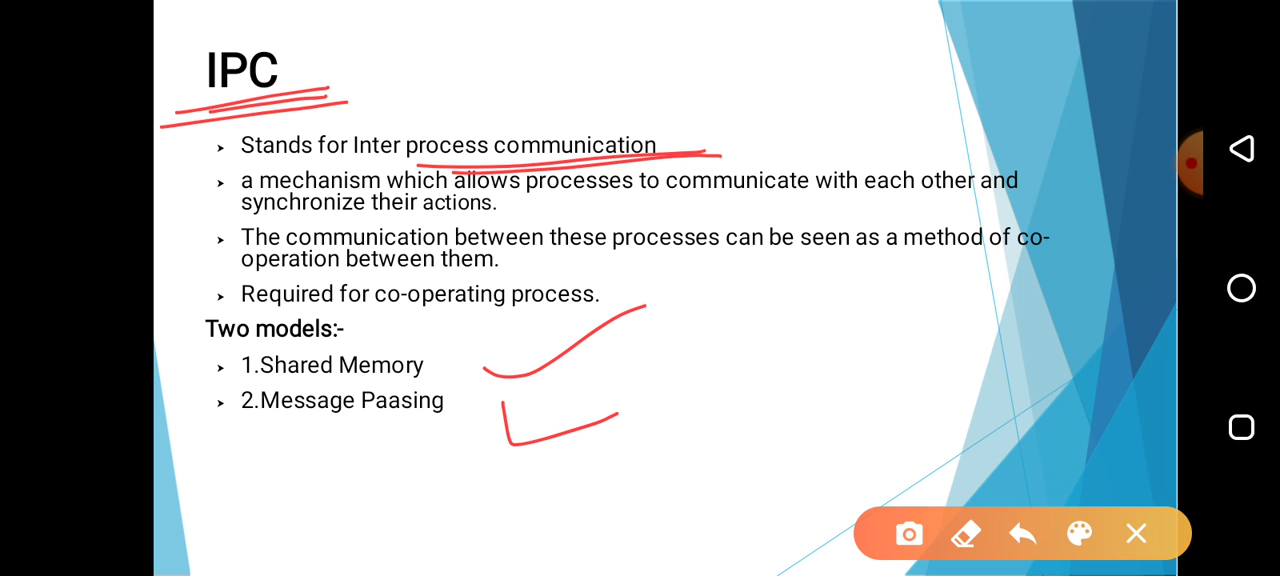 IPC
Stands for Inter process communication
a mechanism which allows processes to communicate with each other and
synchronize their actions.
The communication between these processes can be seen as a method of co-
operation between them.
Required for co-operating process.
Two models:-
1.Shared Memory
2.Message Paasing